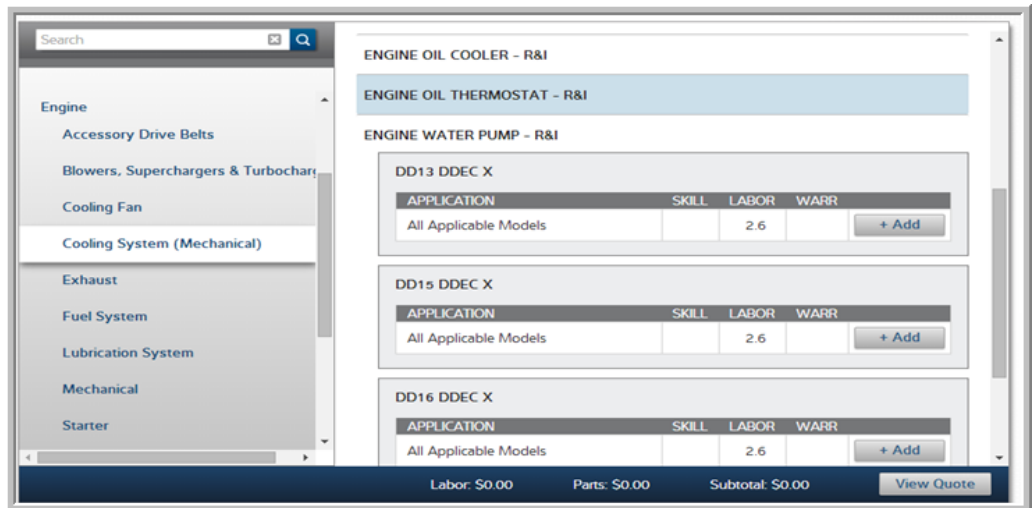 Search
Engine
Accessory Drive Belts
Blowers, Superchargers & Turbocharg
Cooling Fan
Cooling System (Mechanical)
Exhaust
Fuel System
Lubrication System
Mechanical
Starter
ENGINE OIL COOLER - R&I
ENGINE OIL THERMOSTAT - R&I
ENGINE WATER PUMP - R&I
DD13 DDEC X
APPLICATION SKILL LABOR WARR
All Applicable Models 2.6 + Add
DD15 DDEC X
APPLICATION SKILL LABOR WARR
All Applicable Models 2.6 + Add
DD16 DDEC X
APPLICATION SKILL LABOR WARR
All Applicable Models 2.6 + Add
Labor: $0.00 Parts: $0.00 Subtotal: $0.00 View Quote